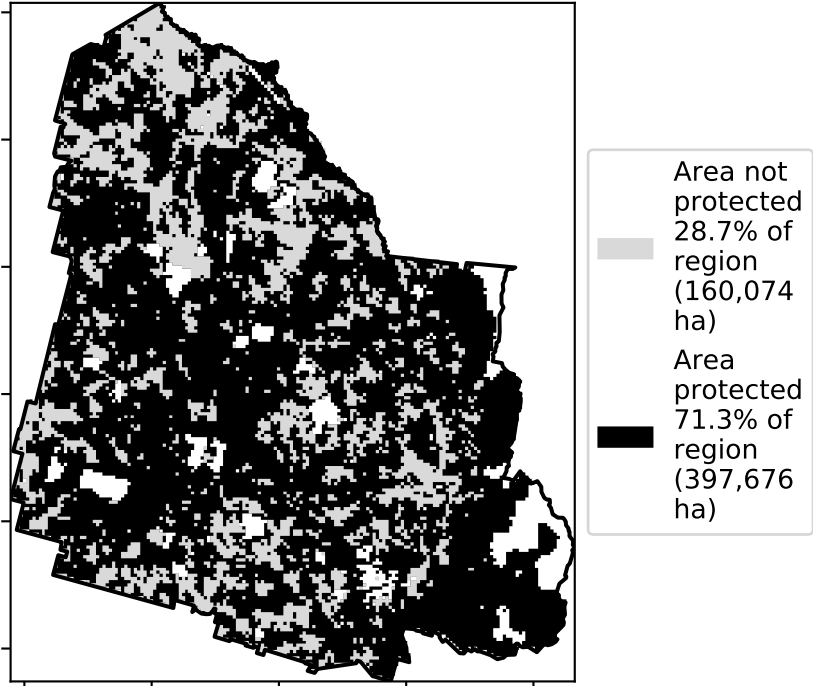 Area not
protected
28.7% of
region
(160,074
ha)
Area
protected
71.3% of
region
(397,676
ha)